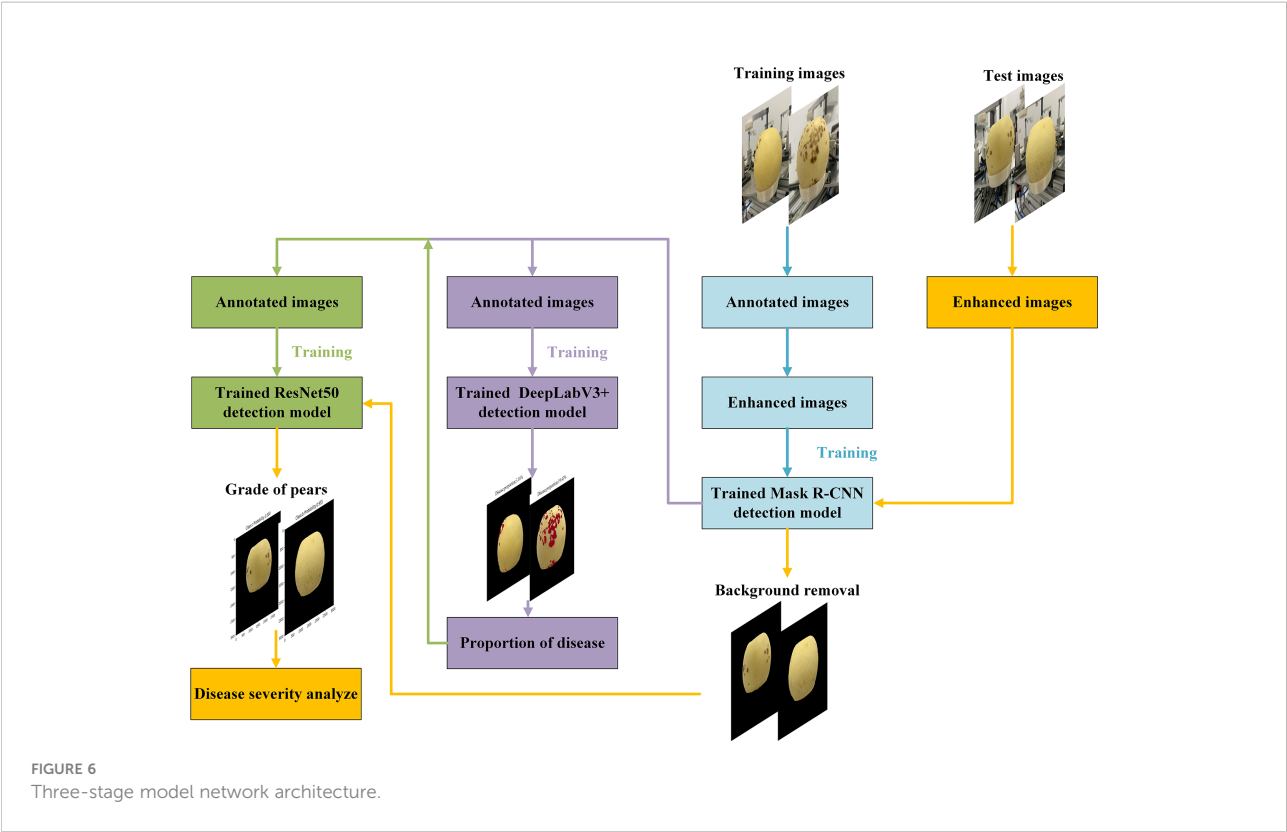 Training images
Test images
Annotated images
Annotated images
Annotated images
Enhanced images
Training
Training
Trained ResNet50
detection model
Trained DeepLabV3+
detection model
Enhanced images
Training
Trained Mask R-CNN
detection model
Grade of pears
Background removal
Proportion of disease
Disease severity analyze
FIGURE 6
Three-stage model network architecture.